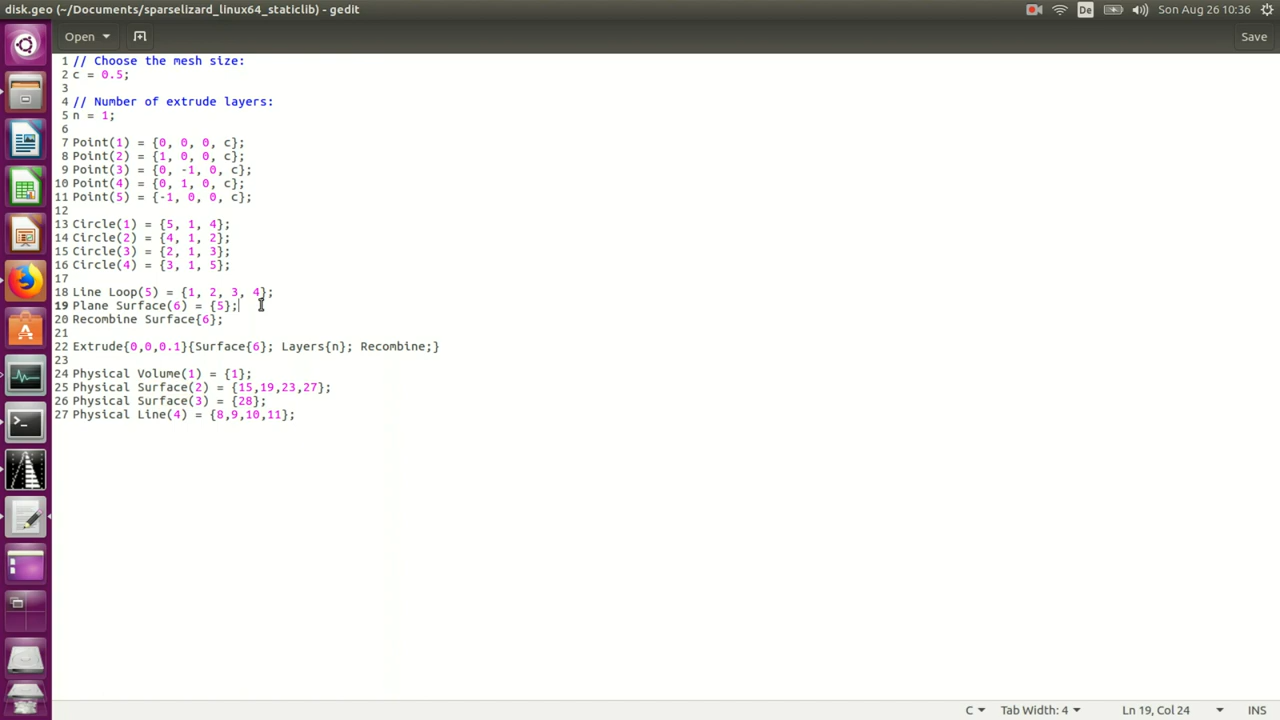 disk.geo (~/Documents/sparselizard_linux64_staticlib) - gedit
De
Sun Aug 26 10:36
Open
Save
1 // Choose the mesh size:
2 c = 0.5;
3
4 // Number of extrude layers:
5 n = 1;
6
7 Point(1) = {0, 0, 0, c};
8 Point(2) = {1, 0, 0, c};
9 Point(3) = {0, -1, 0, c};
10 Point(4) = {0, 1, 0, c};
11 Point(5) = {-1, 0, 0, c};
12
13 Circle(1) = {5, 1, 4};
14 Circle(2) = {4, 1, 2};
15 Circle(3) = {2, 1, 3};
16 Circle(4) = {3, 1, 5};
17
18 Line Loop(5) = {1, 2, 3, 4};
19 Plane Surface(6) = {5};
20 Recombine Surface{6};
21
22 Extrude{0,0,0.1}{Surface{6}; Layers{n}; Recombine;}
23
24 Physical Volume(1) = {1};
25 Physical Surface(2) = {15,19,23,27};
26 Physical Surface(3) = {28};
27 Physical Line(4) = {8,9,10,11};
C
Tab Width: 4
Ln 19, Col 24
INS